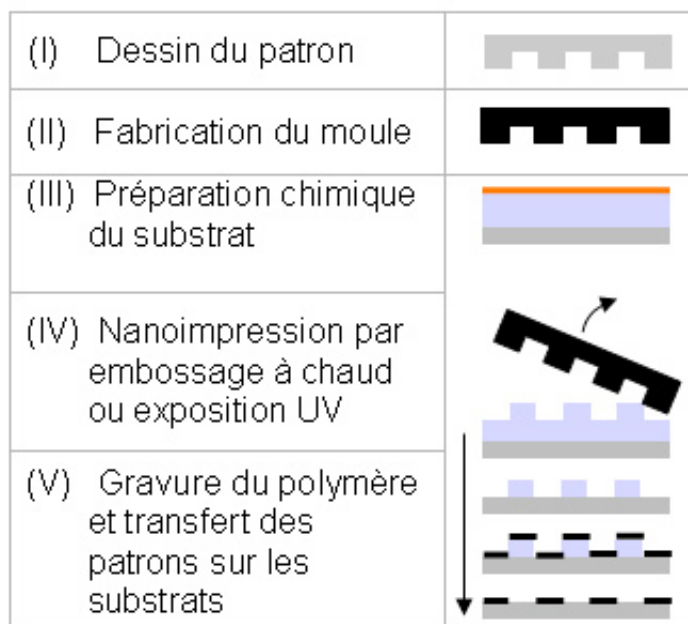 (I) Dessin du patron
(II) Fabrication du moule
(III) Préparation chimique
du substrat
(IV) Nanoimpression par
embossage à chaud
ou exposition UV
(V) Gravure du polymère
et transfert des
patrons sur les
substrats